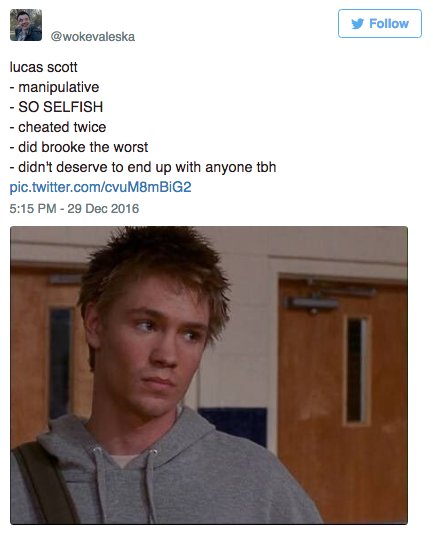 @wokevaleska
Follow
lucas scott
- manipulative
- SO SELFISH
- cheated twice
- did brooke the worst
- didn't deserve to end up with anyone tbh
pic.twitter.com/cvuM8mBiG2
5:15 PM - 29 Dec 2016